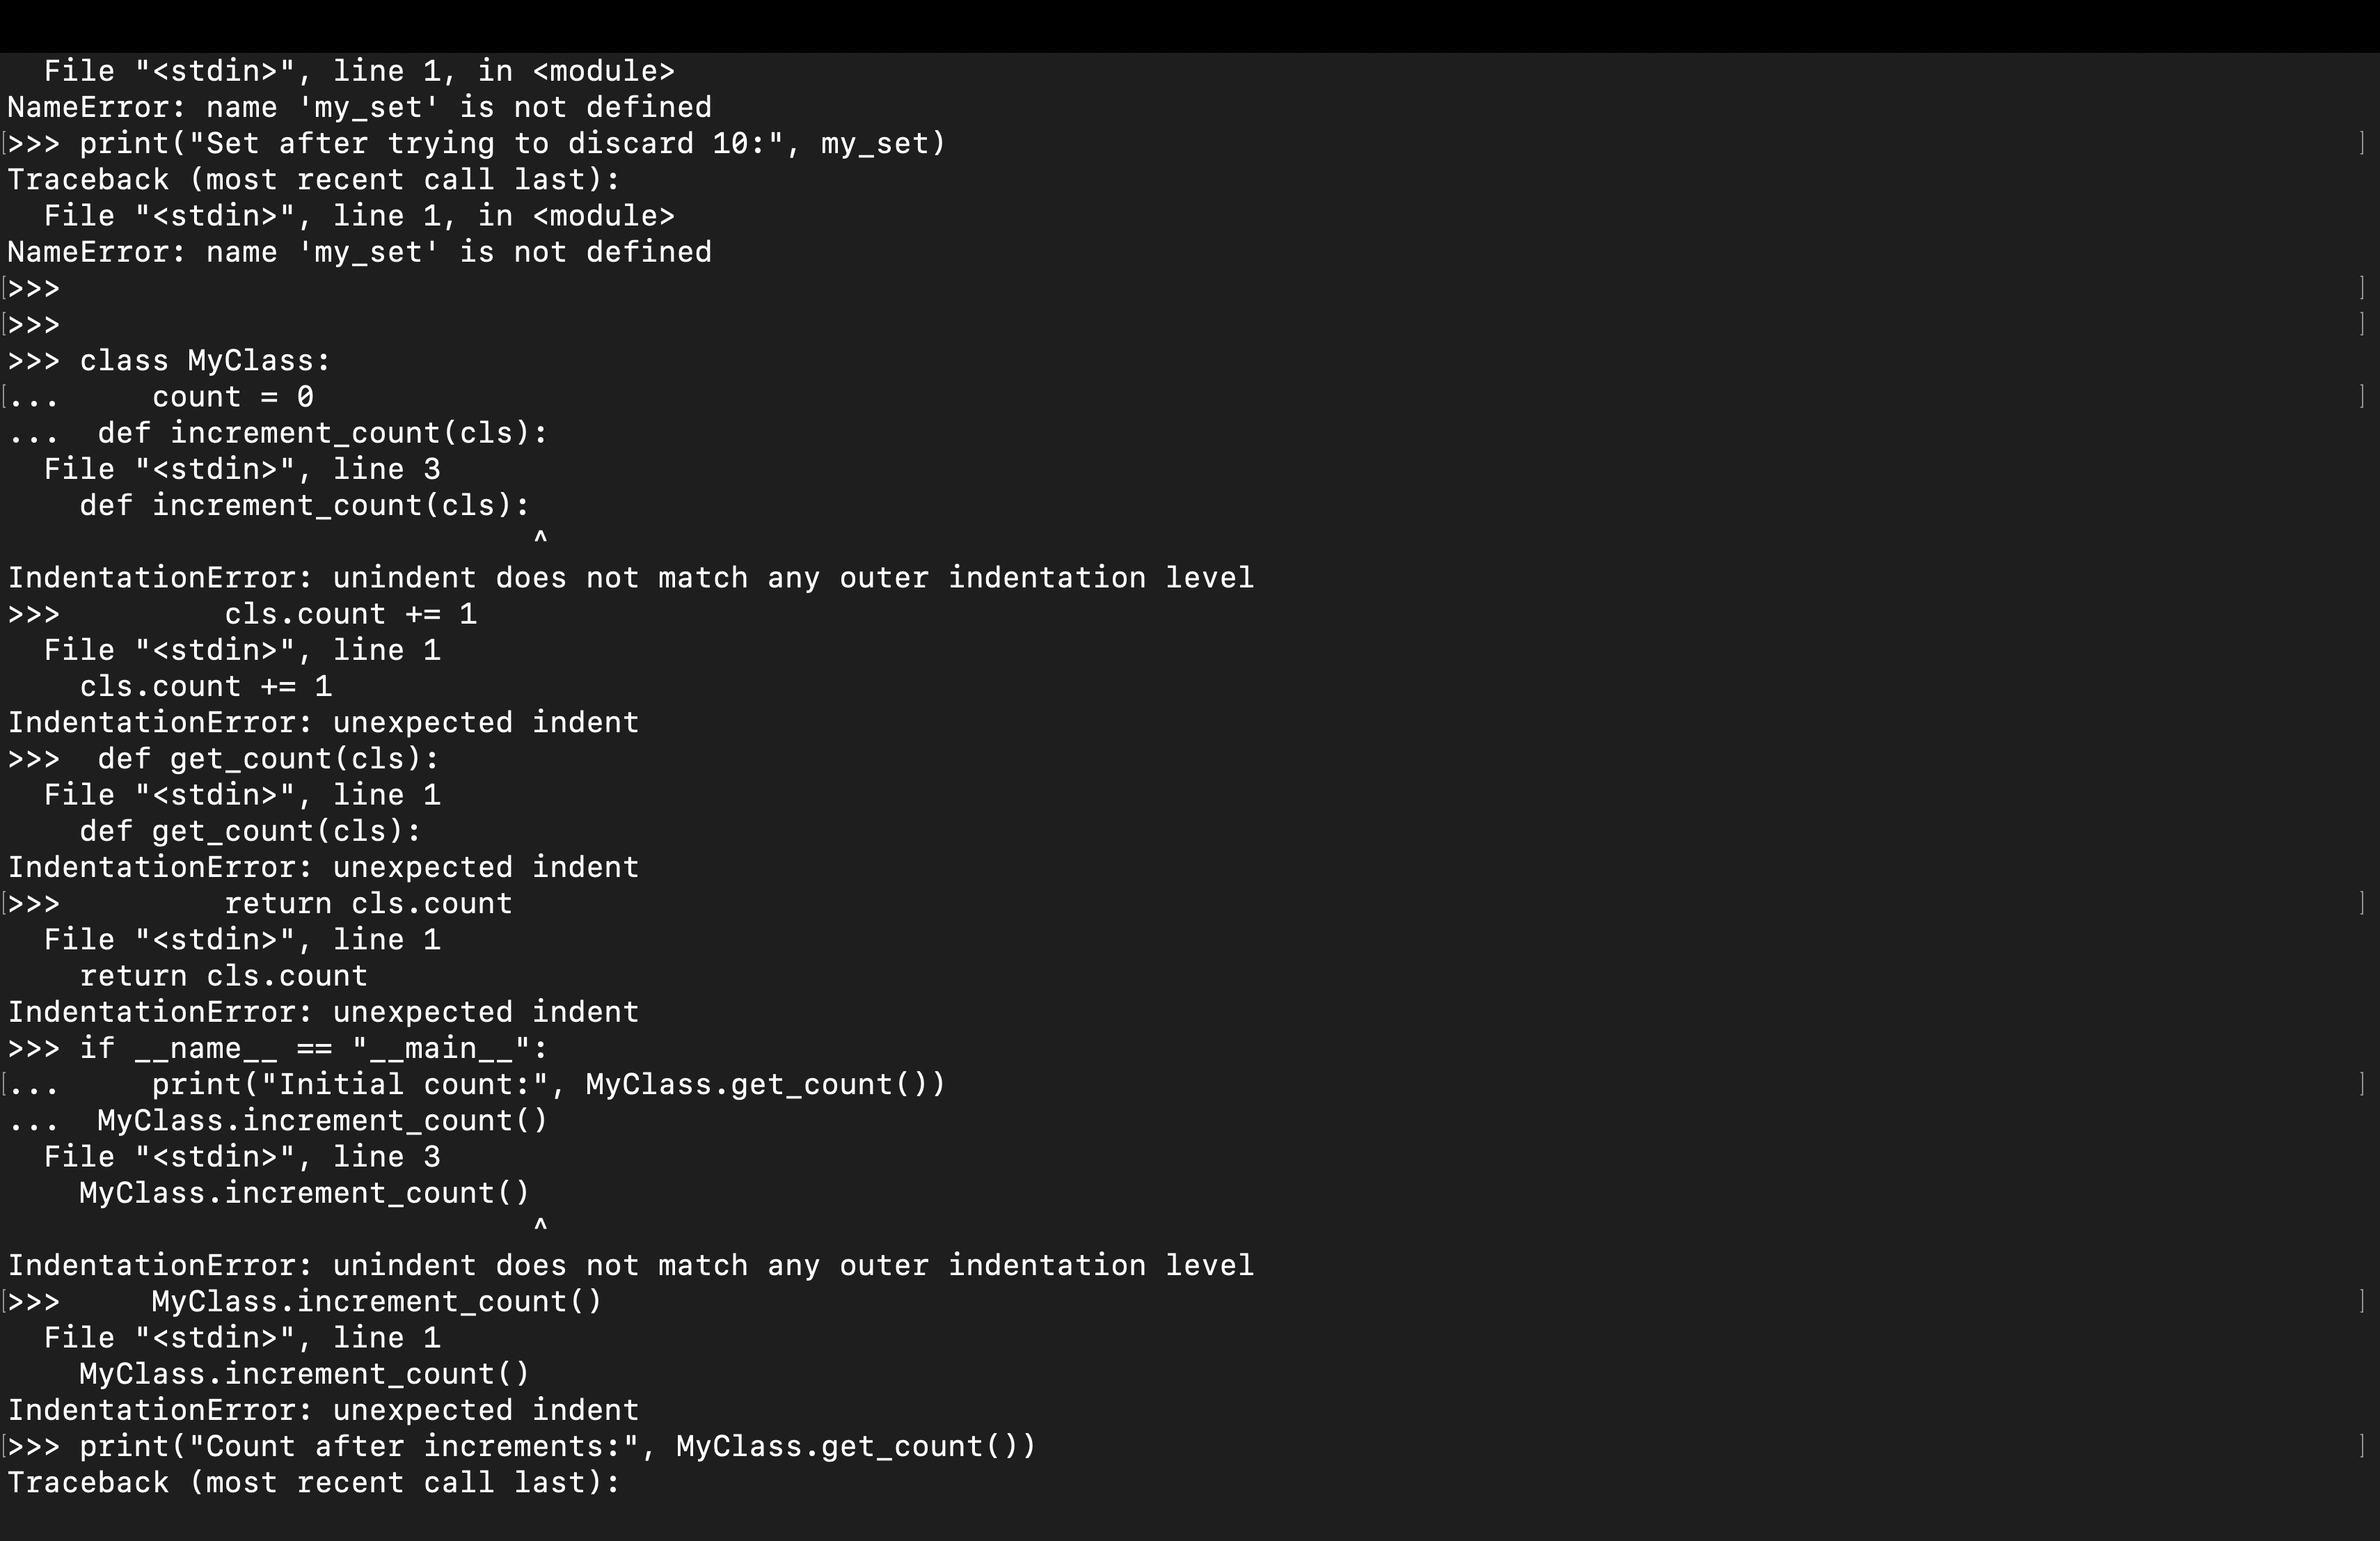 File "<stdin>", line 1, in <module>
NameError: name 'my_set' is not defined
[>>> print("Set after trying to discard 10:", my_set) ]
Traceback (most recent call last):
  File "<stdin>", line 1, in <module>
NameError: name 'my_set' is not defined
[>>> ]
[>>> ]
>>> class MyClass:
[...     count = 0 ]
...  def increment_count(cls):
  File "<stdin>", line 3
    def increment_count(cls):
                             ^
IndentationError: unindent does not match any outer indentation level
>>>         cls.count += 1
  File "<stdin>", line 1
    cls.count += 1
IndentationError: unexpected indent
>>>  def get_count(cls):
  File "<stdin>", line 1
    def get_count(cls):
IndentationError: unexpected indent
[>>>         return cls.count ]
  File "<stdin>", line 1
    return cls.count
IndentationError: unexpected indent
>>> if __name__ == "__main__":
[...     print("Initial count:", MyClass.get_count()) ]
...  MyClass.increment_count()
  File "<stdin>", line 3
    MyClass.increment_count()
                             ^
IndentationError: unindent does not match any outer indentation level
[>>>     MyClass.increment_count() ]
  File "<stdin>", line 1
    MyClass.increment_count()
IndentationError: unexpected indent
[>>> print("Count after increments:", MyClass.get_count()) ]
Traceback (most recent call last):